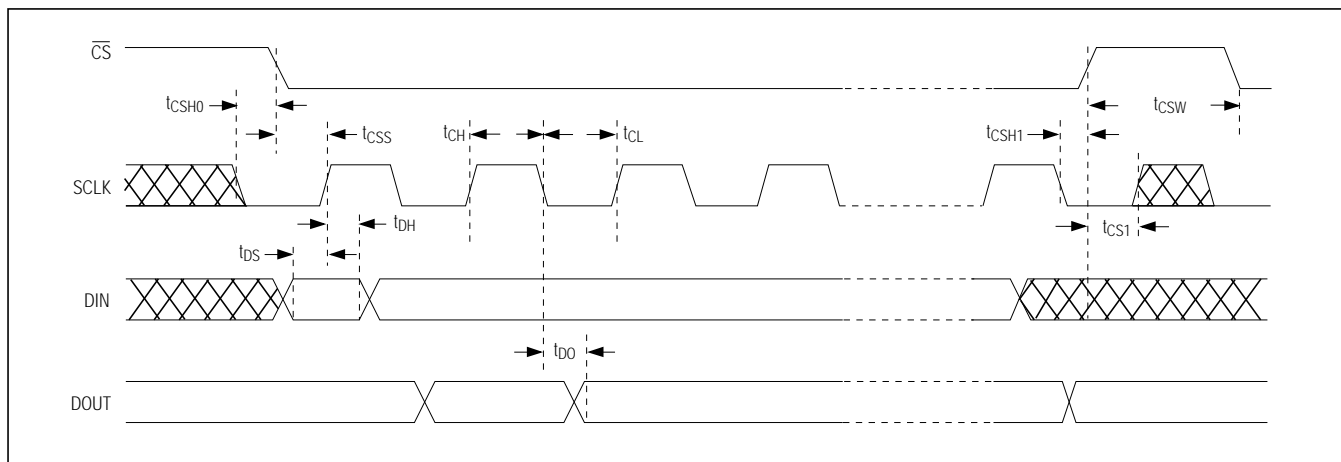 CS
tCSH0
tCSW
tCSS
tCH
tCL
tCSH1
SCLK
tDH
tCS1
tDS
DIN
tDO
DOUT